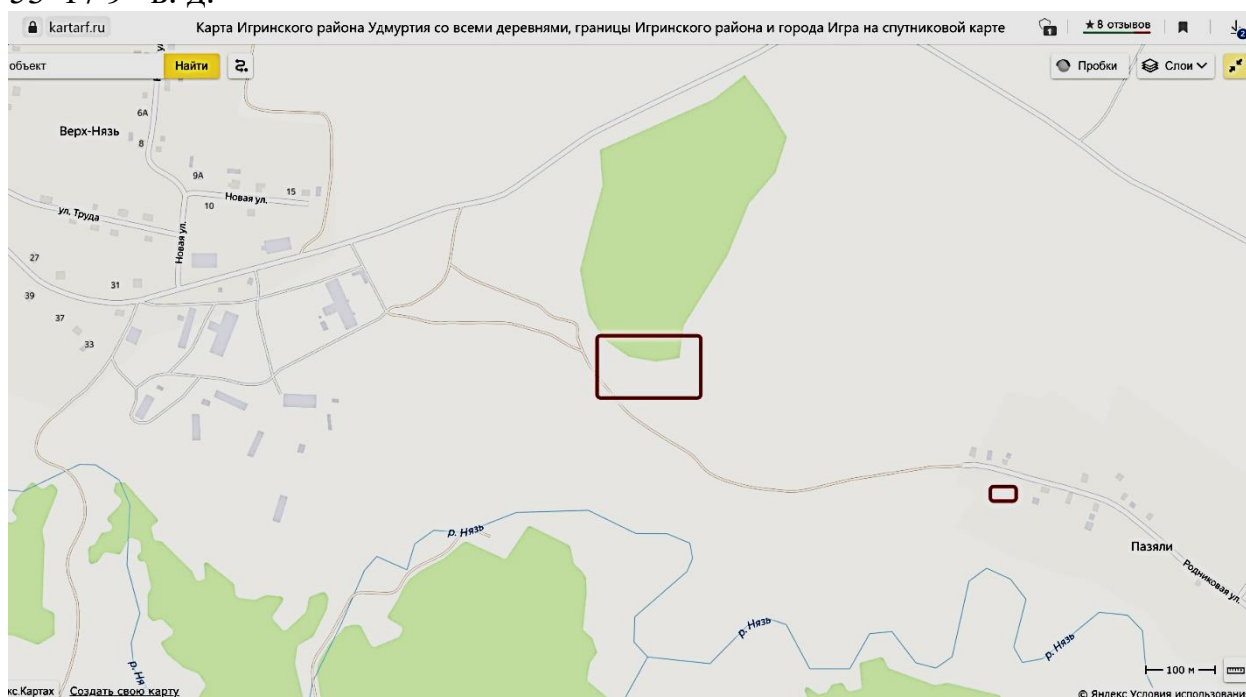 kartarf.ru Карта Игринского района Удмуртия со всеми деревнями, границы Игринского района и города Игра на спутниковой карте ★ 8 отзывов
объект Найти Пробки Слои
6А
Верх-Нязь
8
9А
15
Новая ул.
10
ул. Труда
Новая ул.
27
31
39
37
33
р. Нязь
Пазяли
Родниковая ул.
р. Нязь
р. Нязь
р. Ня
100 м
кс.Картах Создать свою карту © Яндекс Условия использовани